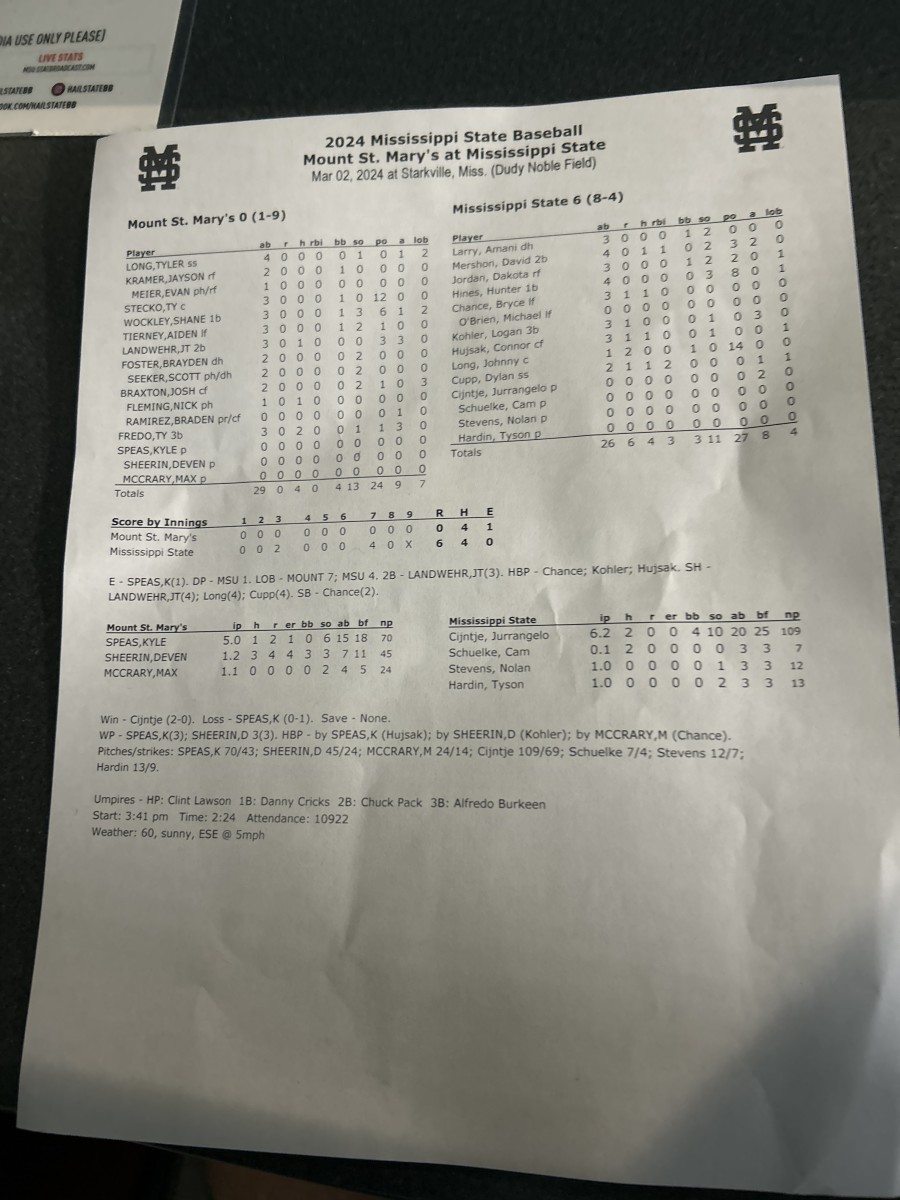 IA USE ONLY PLEASE)
LIVE STATS
MSU.STATBROADCAST.COM
LSTATEBB HAILSTATEBB
OOK.COM/HAILSTATEBB
2024 Mississippi State Baseball
Mount St. Mary's at Mississippi State
Mar 02, 2024 at Starkville, Miss. (Dudy Noble Field)
Mount St. Mary's 0 (1-9)
Player ab r h rbi bb so po a lob
LONG,TYLER ss 4 0 0 0 0 1 0 1 2
KRAMER,JAYSON rf 2 0 0 0 1 0 0 0 0
MEIER,EVAN ph/rf 1 0 0 0 0 0 0 0 0
STECKO,TY c 3 0 0 0 1 0 12 0 0
WOCKLEY,SHANE 1b 3 0 0 0 1 3 6 1 2
TIERNEY,AIDEN lf 3 0 0 0 1 2 1 0 0
LANDWEHR,JT 2b 3 0 1 0 0 0 3 3 0
FOSTER,BRAYDEN dh 2 0 0 0 0 2 0 0 0
SEEKER,SCOTT ph/dh 2 0 0 0 0 2 0 0 0
BRAXTON,JOSH cf 2 0 0 0 0 2 1 0 3
FLEMING,NICK ph 1 0 1 0 0 0 0 0 0
RAMIREZ,BRADEN pr/cf 0 0 0 0 0 0 0 1 0
FREDO,TY 3b 3 0 2 0 0 1 1 3 0
SPEAS,KYLE p 0 0 0 0 0 0 0 0 0
SHEERIN,DEVEN p 0 0 0 0 0 0 0 0 0
MCCRARY,MAX p 0 0 0 0 0 0 0 0 0
Totals 29 0 4 0 4 13 24 9 7
Mississippi State 6 (8-4)
Player ab r h rbi bb so po a lob
Larry, Amani dh 3 0 0 0 1 2 0 0 0
Mershon, David 2b 4 0 1 1 0 2 3 2 0
Jordan, Dakota rf 3 0 0 0 1 2 2 0 1
Hines, Hunter 1b 4 0 0 0 0 3 8 0 1
Chance, Bryce lf 3 1 1 0 0 0 0 0 0
O'Brien, Michael lf 0 0 0 0 0 0 0 0 0
Kohler, Logan 3b 3 1 0 0 0 1 0 3 0
Hujsak, Connor cf 3 1 1 0 0 1 0 0 1
Long, Johnny c 1 2 0 0 1 0 14 0 0
Cupp, Dylan ss 2 1 1 2 0 0 0 1 1
Cijntje, Jurrangelo p 0 0 0 0 0 0 0 2 0
Schuelke, Cam p 0 0 0 0 0 0 0 0 0
Stevens, Nolan p 0 0 0 0 0 0 0 0 0
Hardin, Tyson p 0 0 0 0 0 0 0 0 0
Totals 26 6 4 3 3 11 27 8 4
Score by Innings 1 2 3 4 5 6 7 8 9 R H E
Mount St. Mary's 0 0 0 0 0 0 0 0 0 0 4 1
Mississippi State 0 0 2 0 0 0 4 0 X 6 4 0
E - SPEAS,K(1). DP - MSU 1. LOB - MOUNT 7; MSU 4. 2B - LANDWEHR,JT(3). HBP - Chance; Kohler; Hujsak. SH -
LANDWEHR,JT(4); Long(4); Cupp(4). SB - Chance(2).
Mount St. Mary's ip h r er bb so ab bf np
SPEAS,KYLE 5.0 1 2 1 0 6 15 18 70
SHEERIN,DEVEN 1.2 3 4 4 3 3 7 11 45
MCCRARY,MAX 1.1 0 0 0 0 2 4 5 24
Mississippi State ip h r er bb so ab bf np
Cijntje, Jurrangelo 6.2 2 0 0 4 10 20 25 109
Schuelke, Cam 0.1 2 0 0 0 0 3 3 7
Stevens, Nolan 1.0 0 0 0 0 1 3 3 12
Hardin, Tyson 1.0 0 0 0 0 2 3 3 13
Win - Cijntje (2-0). Loss - SPEAS,K (0-1). Save - None.
WP - SPEAS,K(3); SHEERIN,D 3(3). HBP - by SPEAS,K (Hujsak); by SHEERIN,D (Kohler); by MCCRARY,M (Chance).
Pitches/strikes: SPEAS,K 70/43; SHEERIN,D 45/24; MCCRARY,M 24/14; Cijntje 109/69; Schuelke 7/4; Stevens 12/7;
Hardin 13/9.
Umpires - HP: Clint Lawson 1B: Danny Cricks 2B: Chuck Pack 3B: Alfredo Burkeen
Start: 3:41 pm Time: 2:24 Attendance: 10922
Weather: 60, sunny, ESE @ 5mph